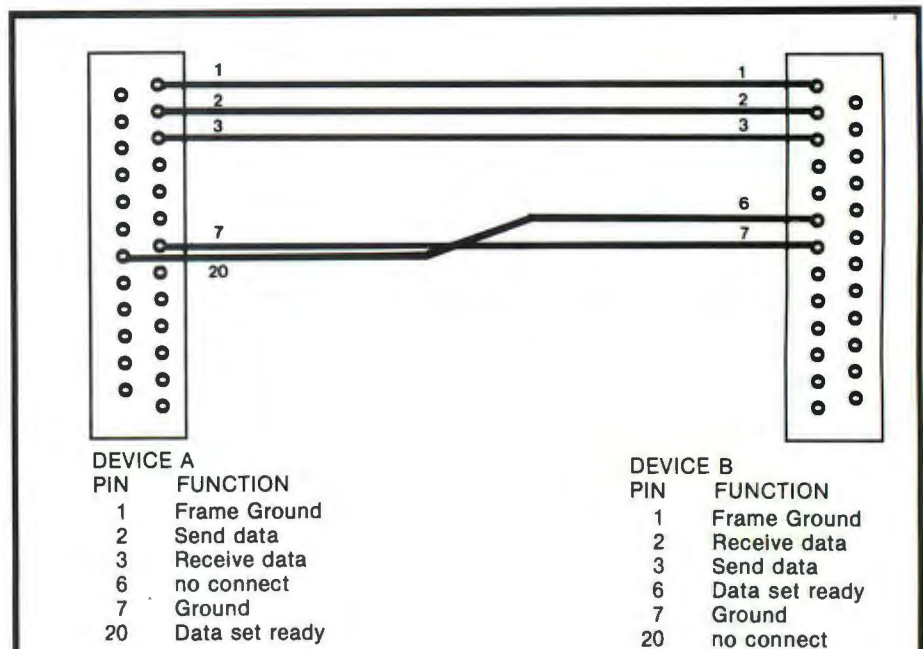 1 1
2 2
3 3
6
7 7
20
DEVICE A
PIN FUNCTION
1 Frame Ground
2 Send data
3 Receive data
6 no connect
7 Ground
20 Data set ready
DEVICE B
PIN FUNCTION
1 Frame Ground
2 Receive data
3 Send data
6 Data set ready
7 Ground
20 no connect